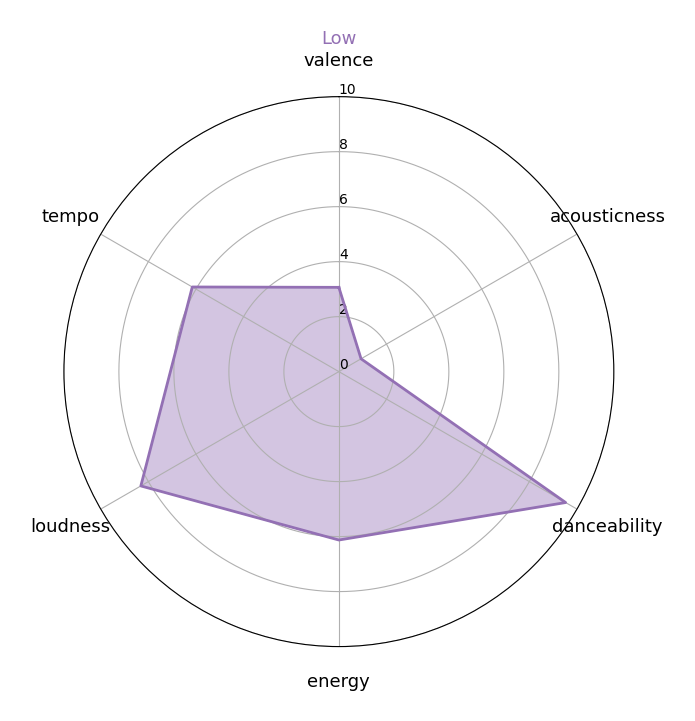 Low
valence
10
8
6
4
2
0
tempo
acousticness
loudness
danceability
energy